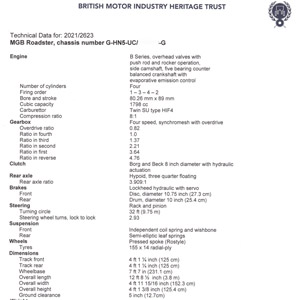 BRITISH MOTOR INDUSTRY HERITAGE TRUST
Technical Data for: 2021/2623
MGB Roadster, chassis number G-HN5-UC/ -G
Engine B Series, overhead valves with
push rod and rocker operation,
side camshaft, five bearing counter
balanced crankshaft with
evaporative emission control
Number of cylinders Four
Firing order 1 – 3 – 4 – 2
Bore and stroke 80.26 mm x 89 mm
Cubic capacity 1798 cc
Carburettor Twin SU type HIF4
Compression ratio 8:1
Gearbox Four speed, synchromesh with overdrive
Overdrive ratio 0.82
Ratio in fourth 1.0
Ratio in third 1.37
Ratio in second 2.21
Ratio in first 3.64
Ratio in reverse 4.76
Clutch Borg and Beck 8 inch diameter with hydraulic
actuation
Rear axle Hypoid, three quarter floating
Rear axle ratio 3.909:1
Brakes Lockheed hydraulic with servo
Front Disc, diameter 10.75 inch (27.3 cm)
Rear Drum, diameter 10 inch (25.4 cm)
Steering Rack and pinion
Turning circle 32 ft (9.75 m)
Steering wheel turns, lock to lock 2.93
Suspension
Front Independent coil spring and wishbone
Rear Semi-elliptic leaf springs
Wheels Pressed spoke (Rostyle)
Tyres 155 x 14 radial-ply
Dimensions
Track front 4 ft 1 ¼ inch (125 cm)
Track rear 4 ft 1 ¼ inch (125 cm)
Wheelbase 7 ft 7 in (231.1 cm)
Overall length
Overall width 4 ft 11 15/16 inch (152.3 cm)
Overall height 4 ft 1 3/8 inch (125.4 cm)
Ground clearance 5 inch (12.7cm)